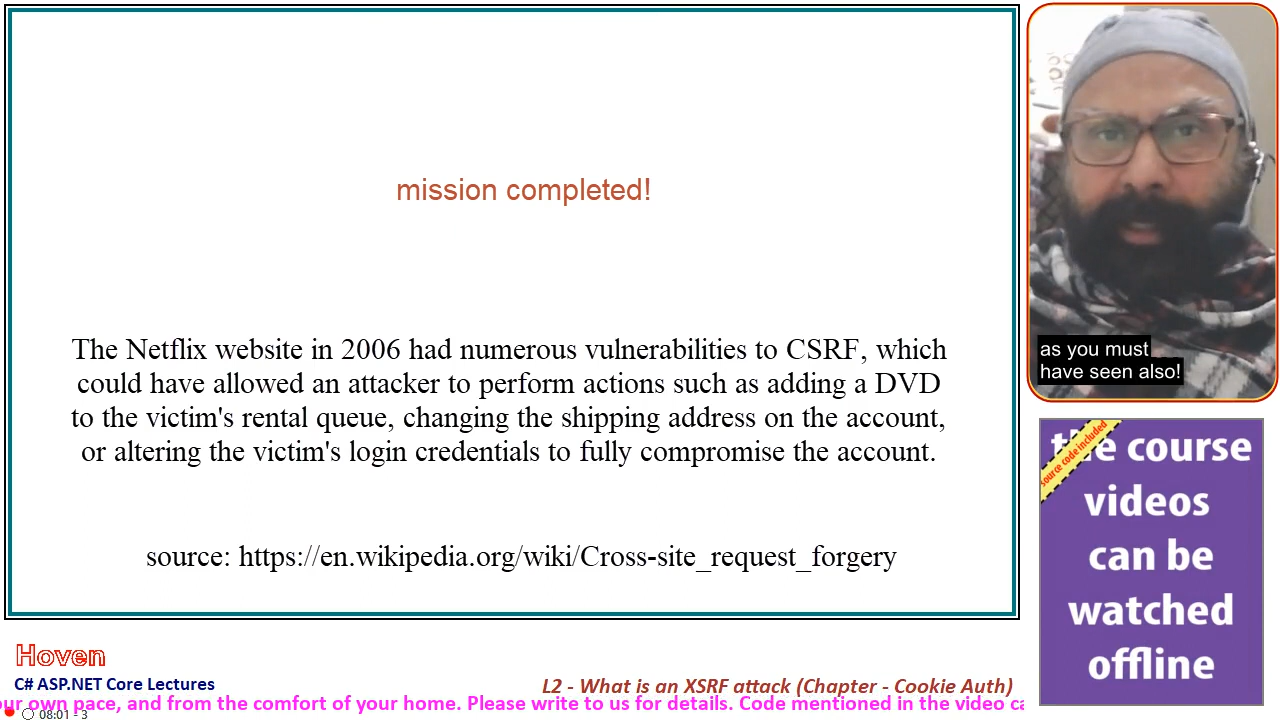 mission completed!
The Netflix website in 2006 had numerous vulnerabilities to CSRF, which
could have allowed an attacker to perform actions such as adding a DVD
to the victim's rental queue, changing the shipping address on the account,
or altering the victim's login credentials to fully compromise the account.
source: https://en.wikipedia.org/wiki/Cross-site_request_forgery
as you must
have seen also!
source code included
the course
videos
can be
watched
offline
Hoven
C# ASP.NET Core Lectures
L2 - What is an XSRF attack (Chapter - Cookie Auth)
own pace, and from the comfort of your home. Please write to us for details. Code mentioned in the video
08:01 - 3